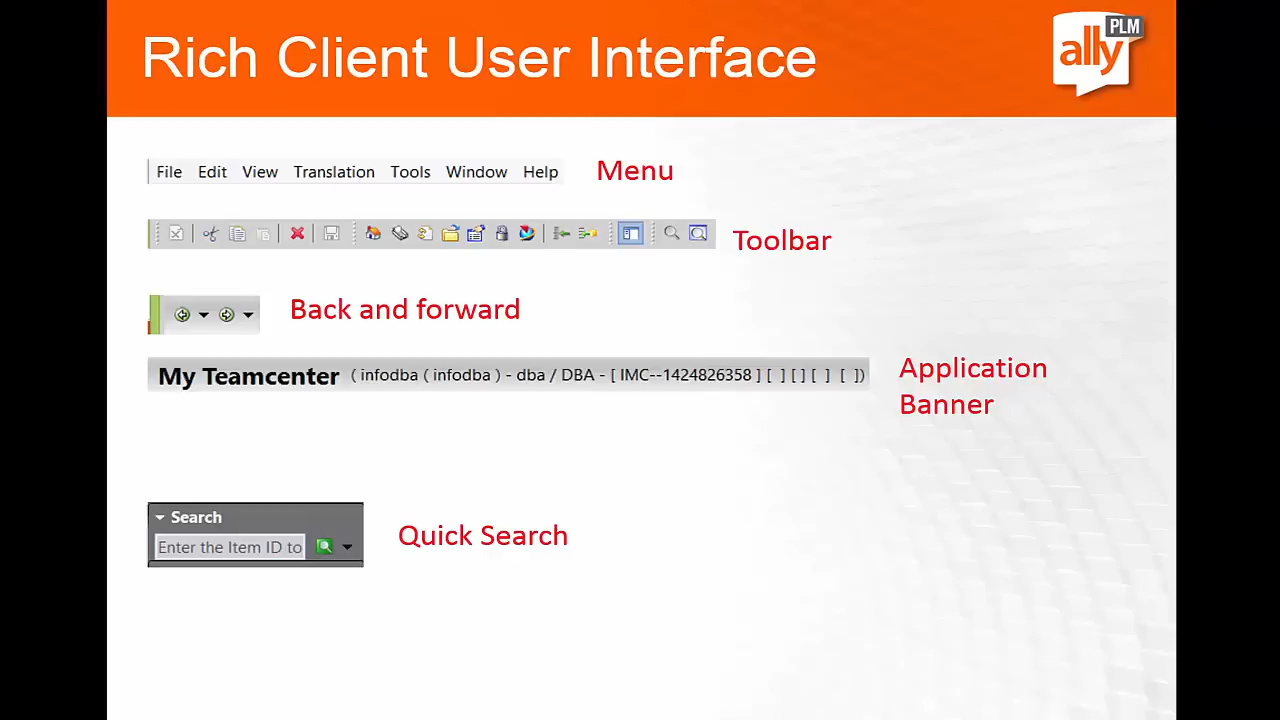 Rich Client User Interface
ally PLM
File Edit View Translation Tools Window Help
Menu
Toolbar
Back and forward
My Teamcenter ( infodba ( infodba ) - dba / DBA - [ IMC--1424826358 ] [ ] [ ] [ ] [ ])
Application
Banner
Search
Enter the Item ID to
Quick Search